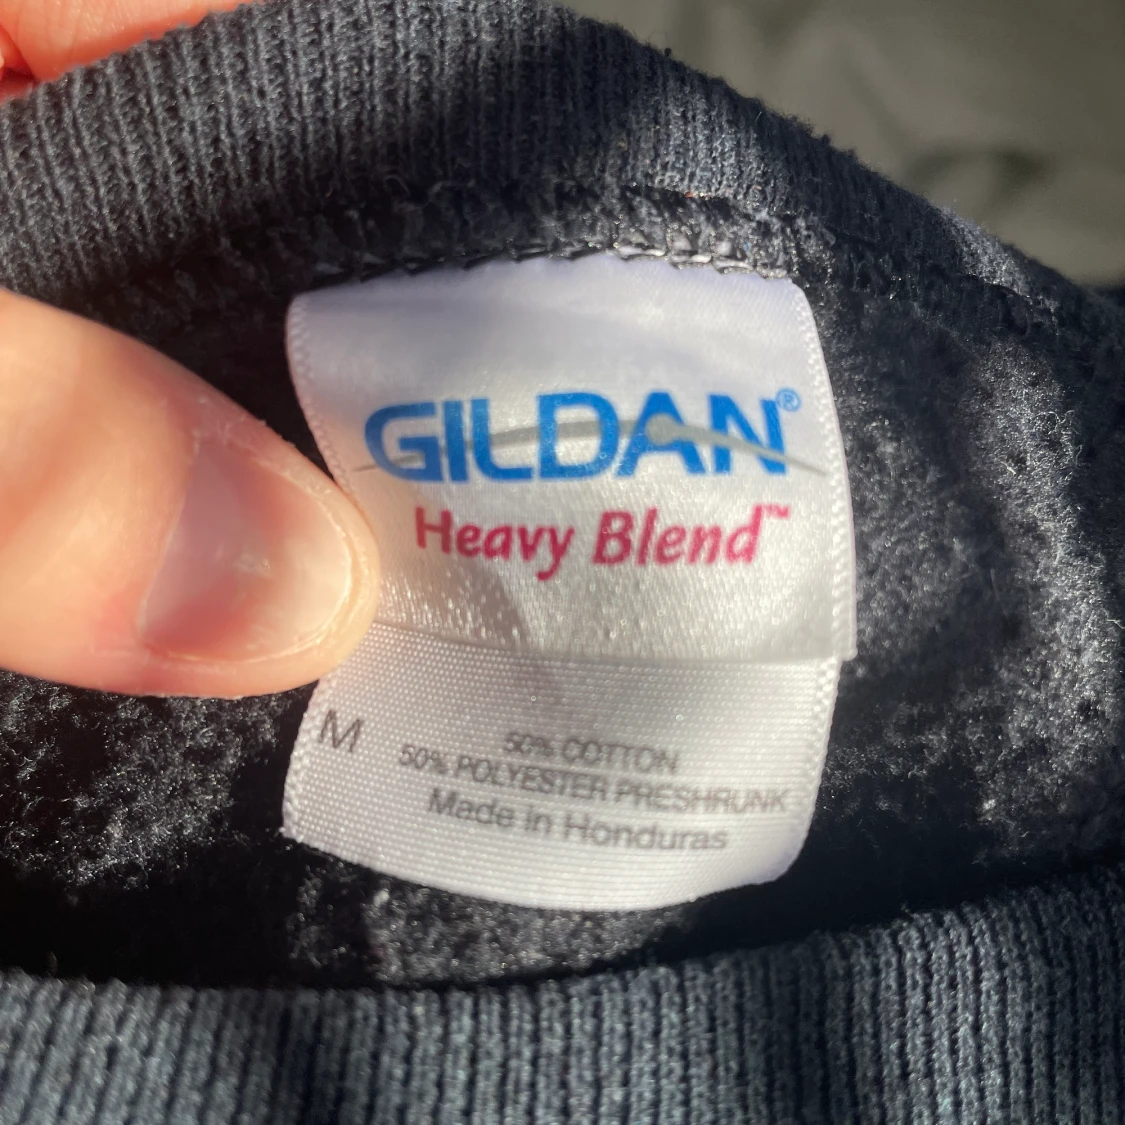 GILDAN®
Heavy Blend™
M
50% COTTON
50% POLYESTER PRESHRUNK
Made in Honduras